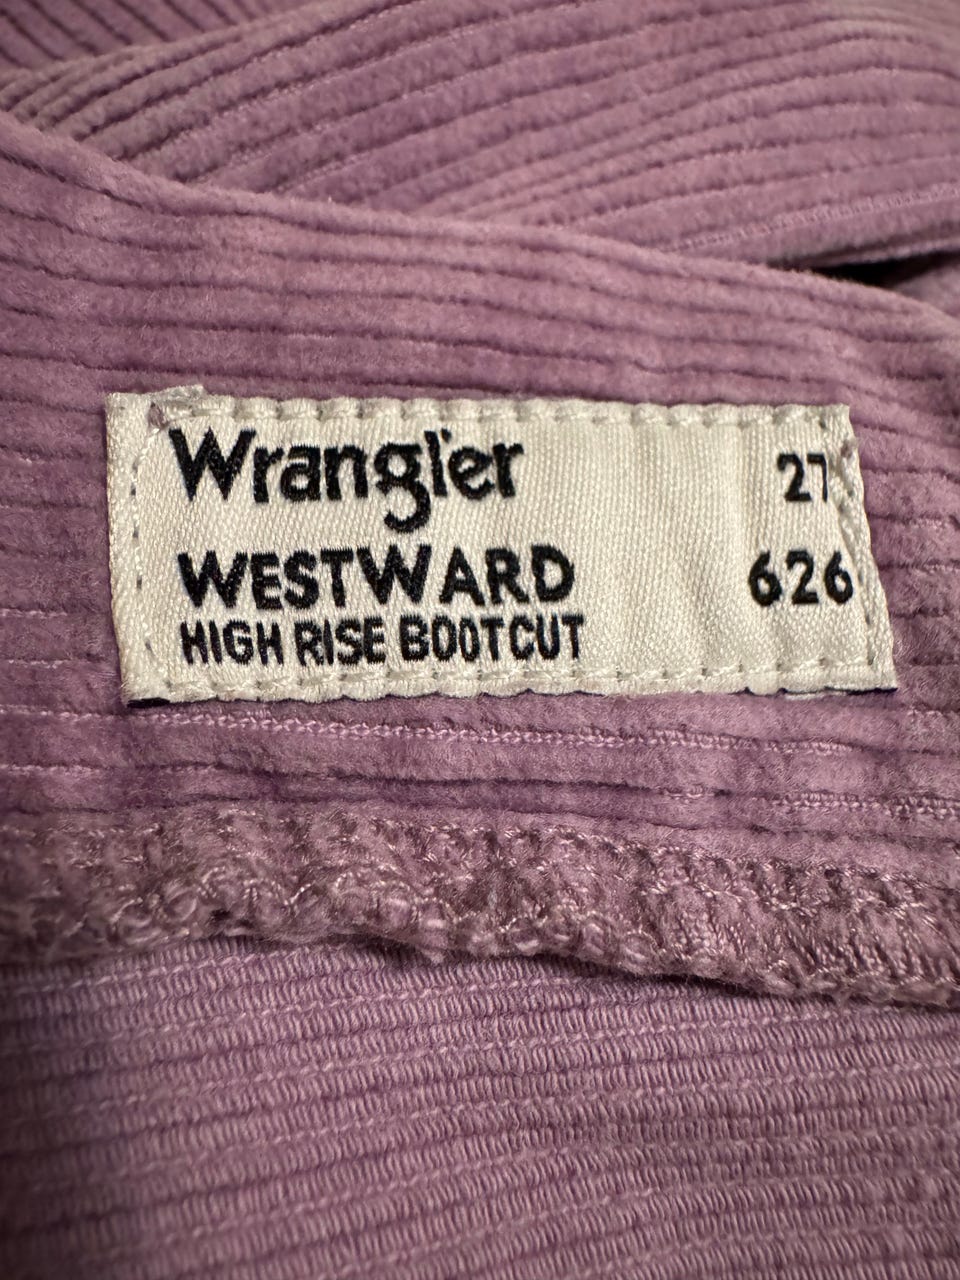 Wrangler 27
WESTWARD 626
HIGH RISE BOOTCUT